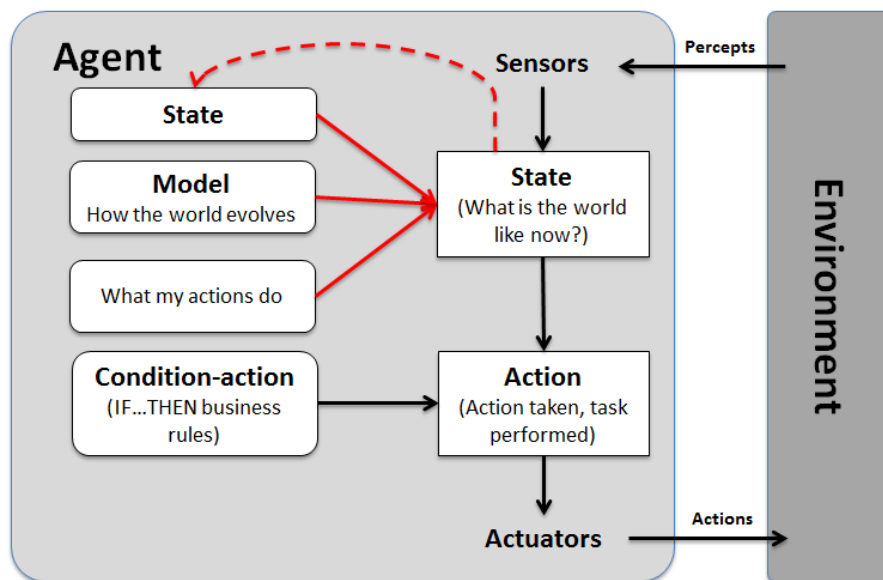 Agent
Sensors
Percepts
State
Model
How the world evolves
What my actions do
State
(What is the world
like now?)
Condition-action
(IF...THEN business
rules)
Action
(Action taken, task
performed)
Actuators
Actions
Environment